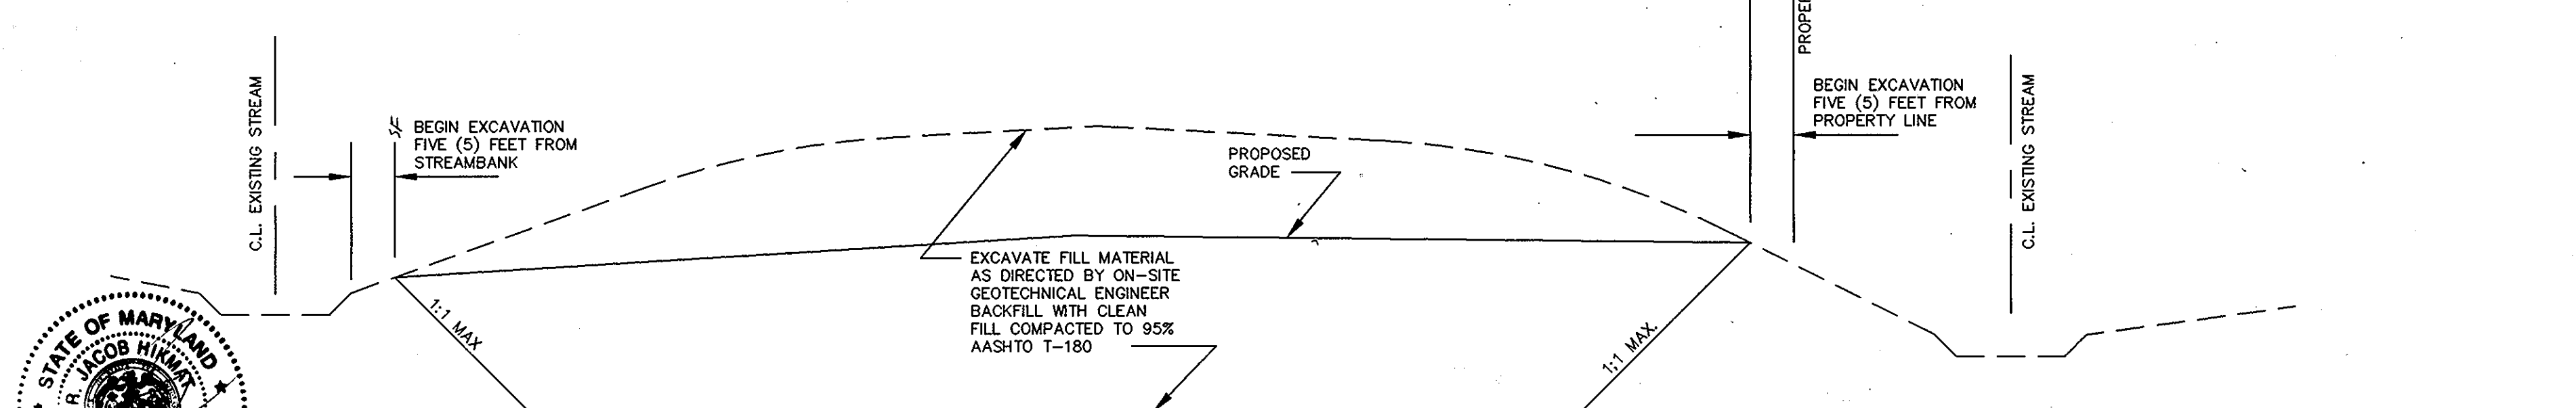 C.L. EXISTING STREAM
SF
BEGIN EXCAVATION
FIVE (5) FEET FROM
STREAMBANK
PROPOSED
GRADE
BEGIN EXCAVATION
FIVE (5) FEET FROM
PROPERTY LINE
C.L. EXISTING STREAM
EXCAVATE FILL MATERIAL
AS DIRECTED BY ON-SITE
GEOTECHNICAL ENGINEER
BACKFILL WITH CLEAN
FILL COMPACTED TO 95%
AASHTO T-180
1:1 MAX
1:1 MAX.
STATE OF MARYLAND
R. JACOB HIKMAT